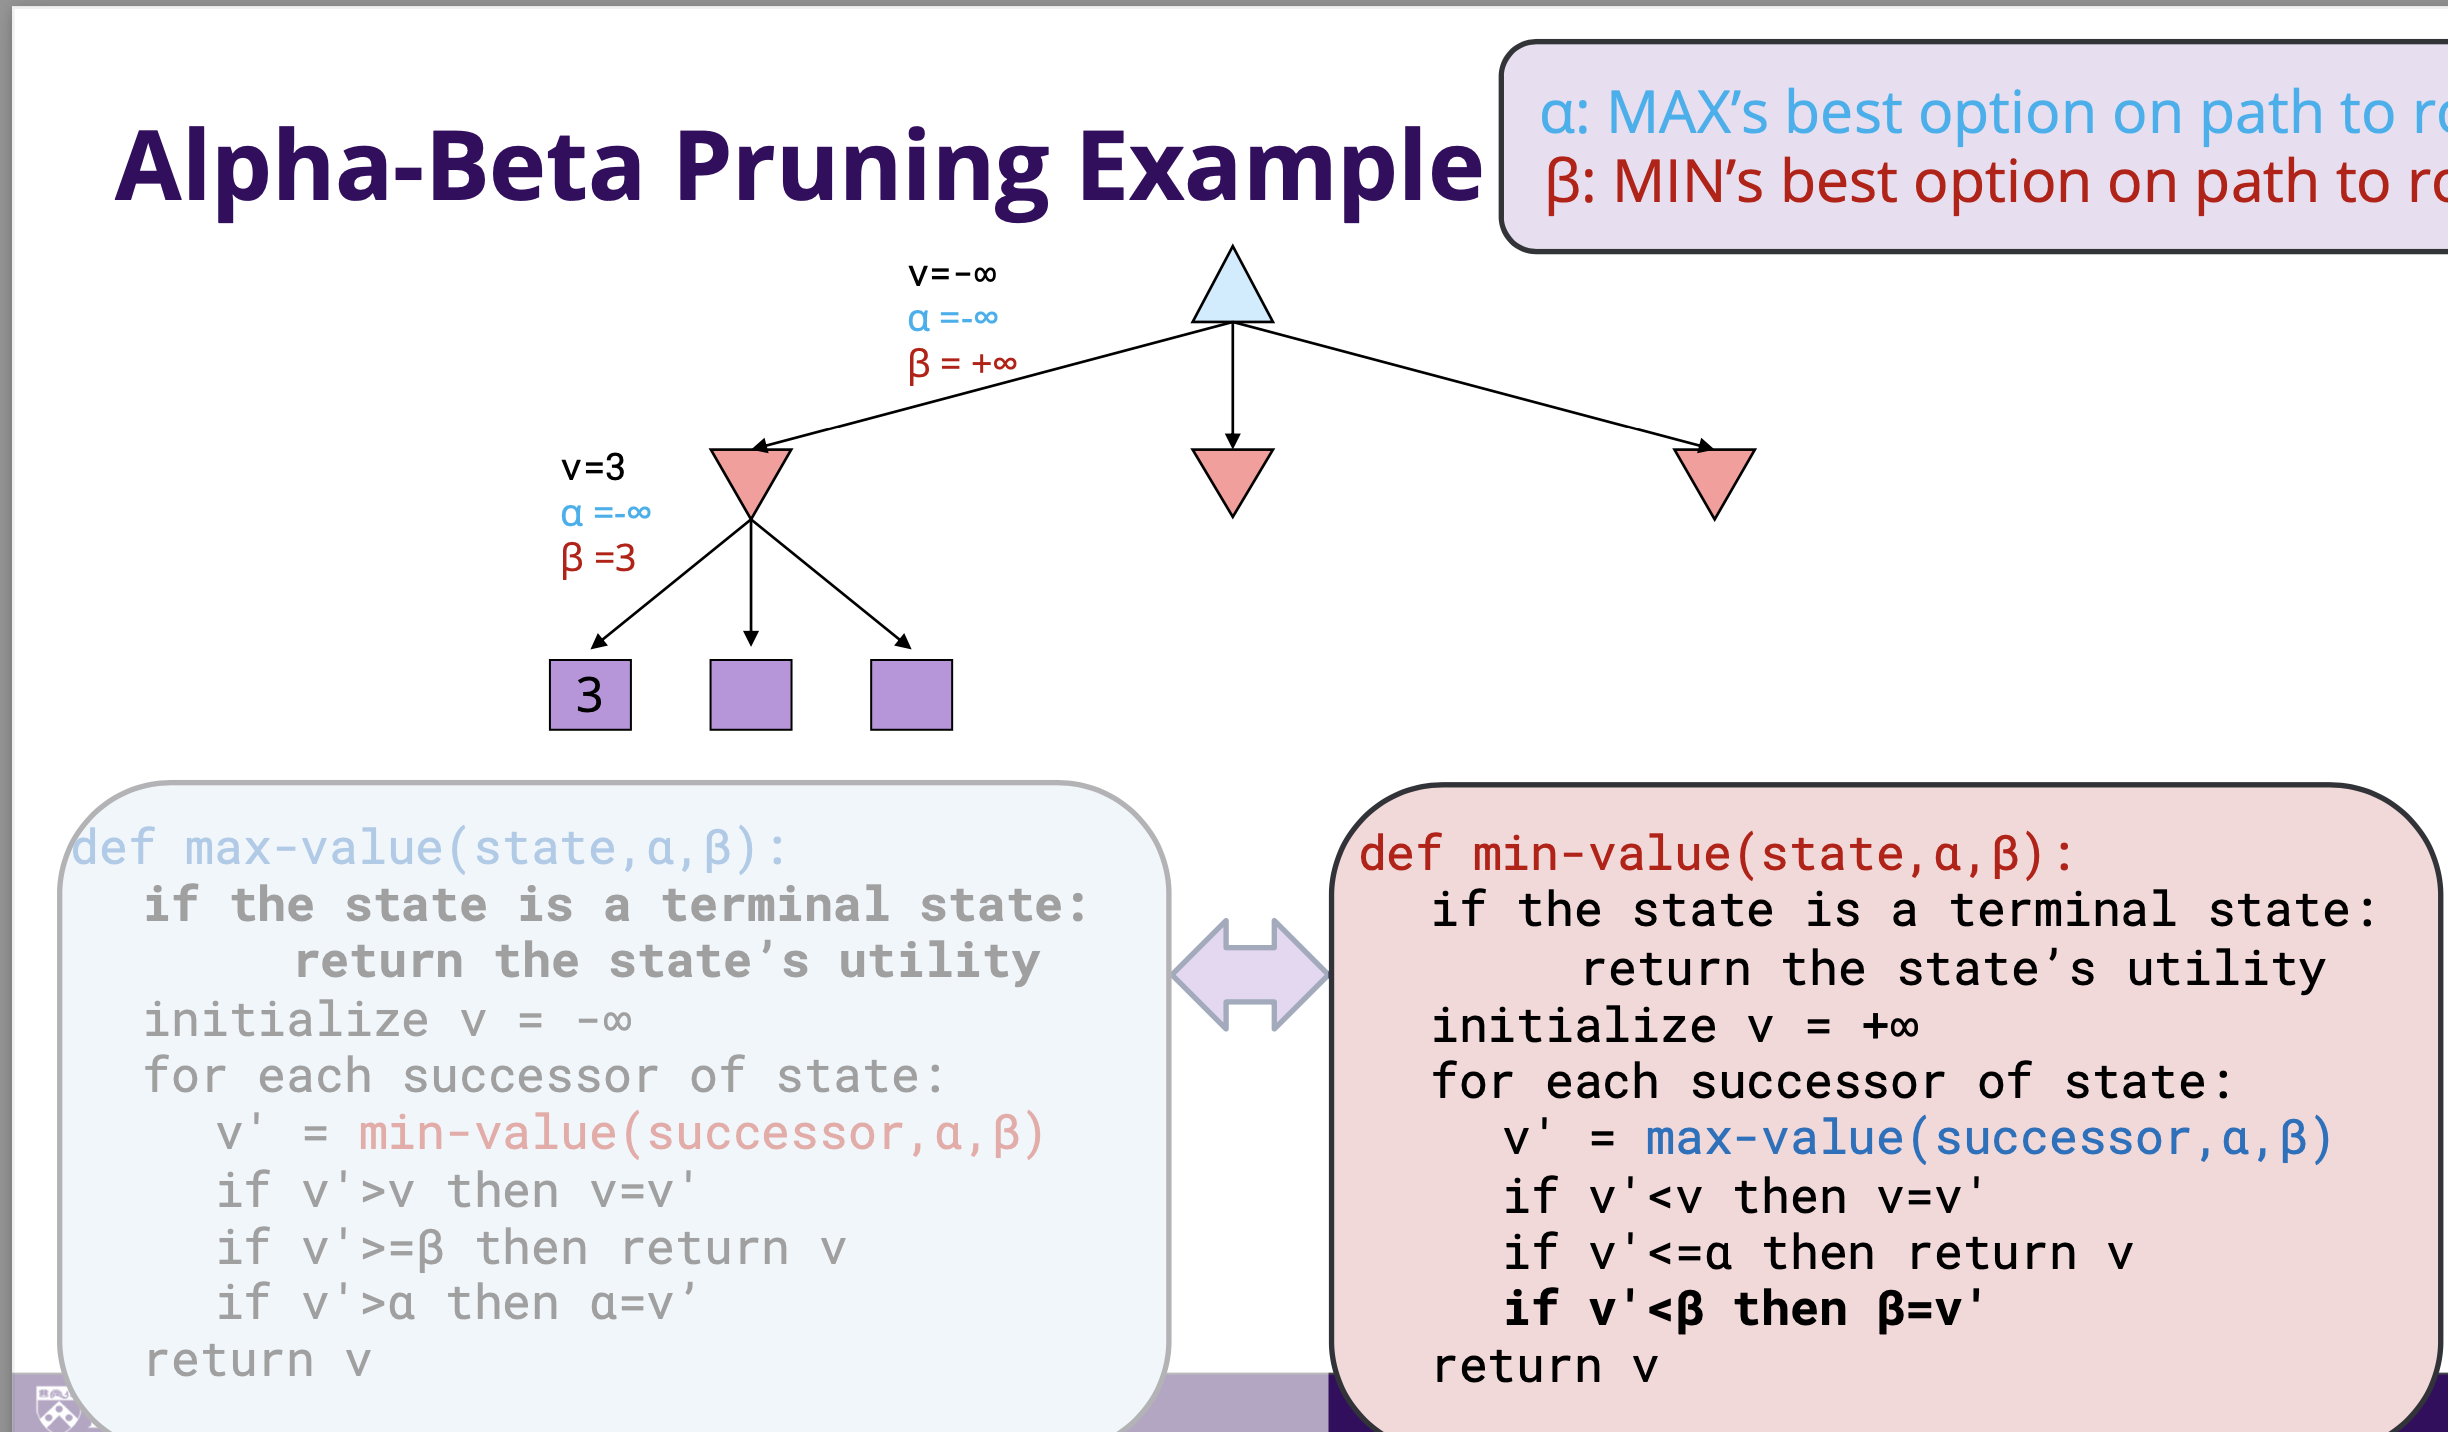 Alpha-Beta Pruning Example
α: MAX’s best option on path to
β: MIN’s best option on path to
v=-∞
α =-∞
β = +∞
v=3
α =-∞
β =3
3
def max-value(state,α,β):
if the state is a terminal state:
return the state’s utility
initialize v = -∞
for each successor of state:
v' = min-value(successor,α,β)
if v'>v then v=v'
if v'>=β then return v
if v'>α then α=v’
return v
def min-value(state,α,β):
if the state is a terminal state:
return the state’s utility
initialize v = +∞
for each successor of state:
v' = max-value(successor,α,β)
if v'<v then v=v'
if v'<=α then return v
if v'<β then β=v'
return v